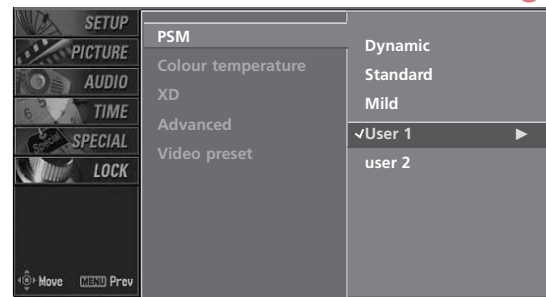 SETUP
PICTURE
AUDIO
TIME
SPECIAL
LOCK
Move MENU Prev
PSM
Colour temperature
XD
Advanced
Video preset
Dynamic
Standard
Mild
✓User 1 ▶
user 2